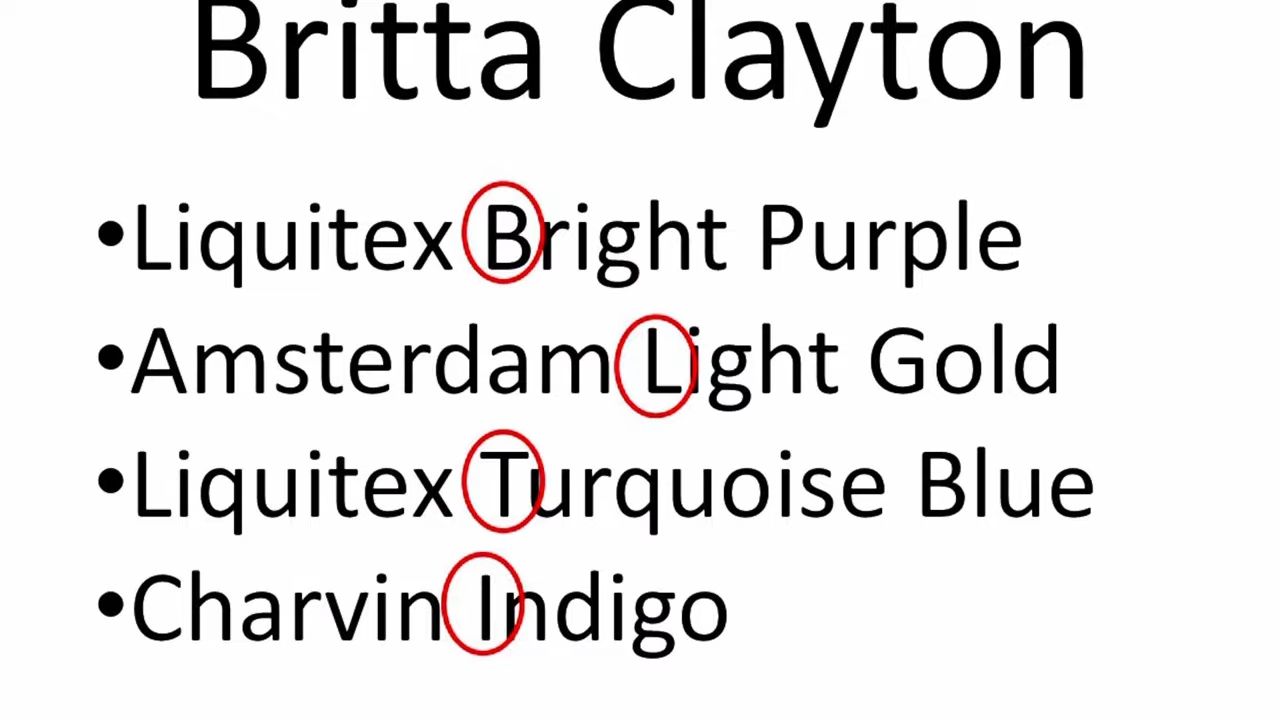 Britta Clayton
•Liquitex Bright Purple
•Amsterdam Light Gold
•Liquitex Turquoise Blue
•Charvin Indigo